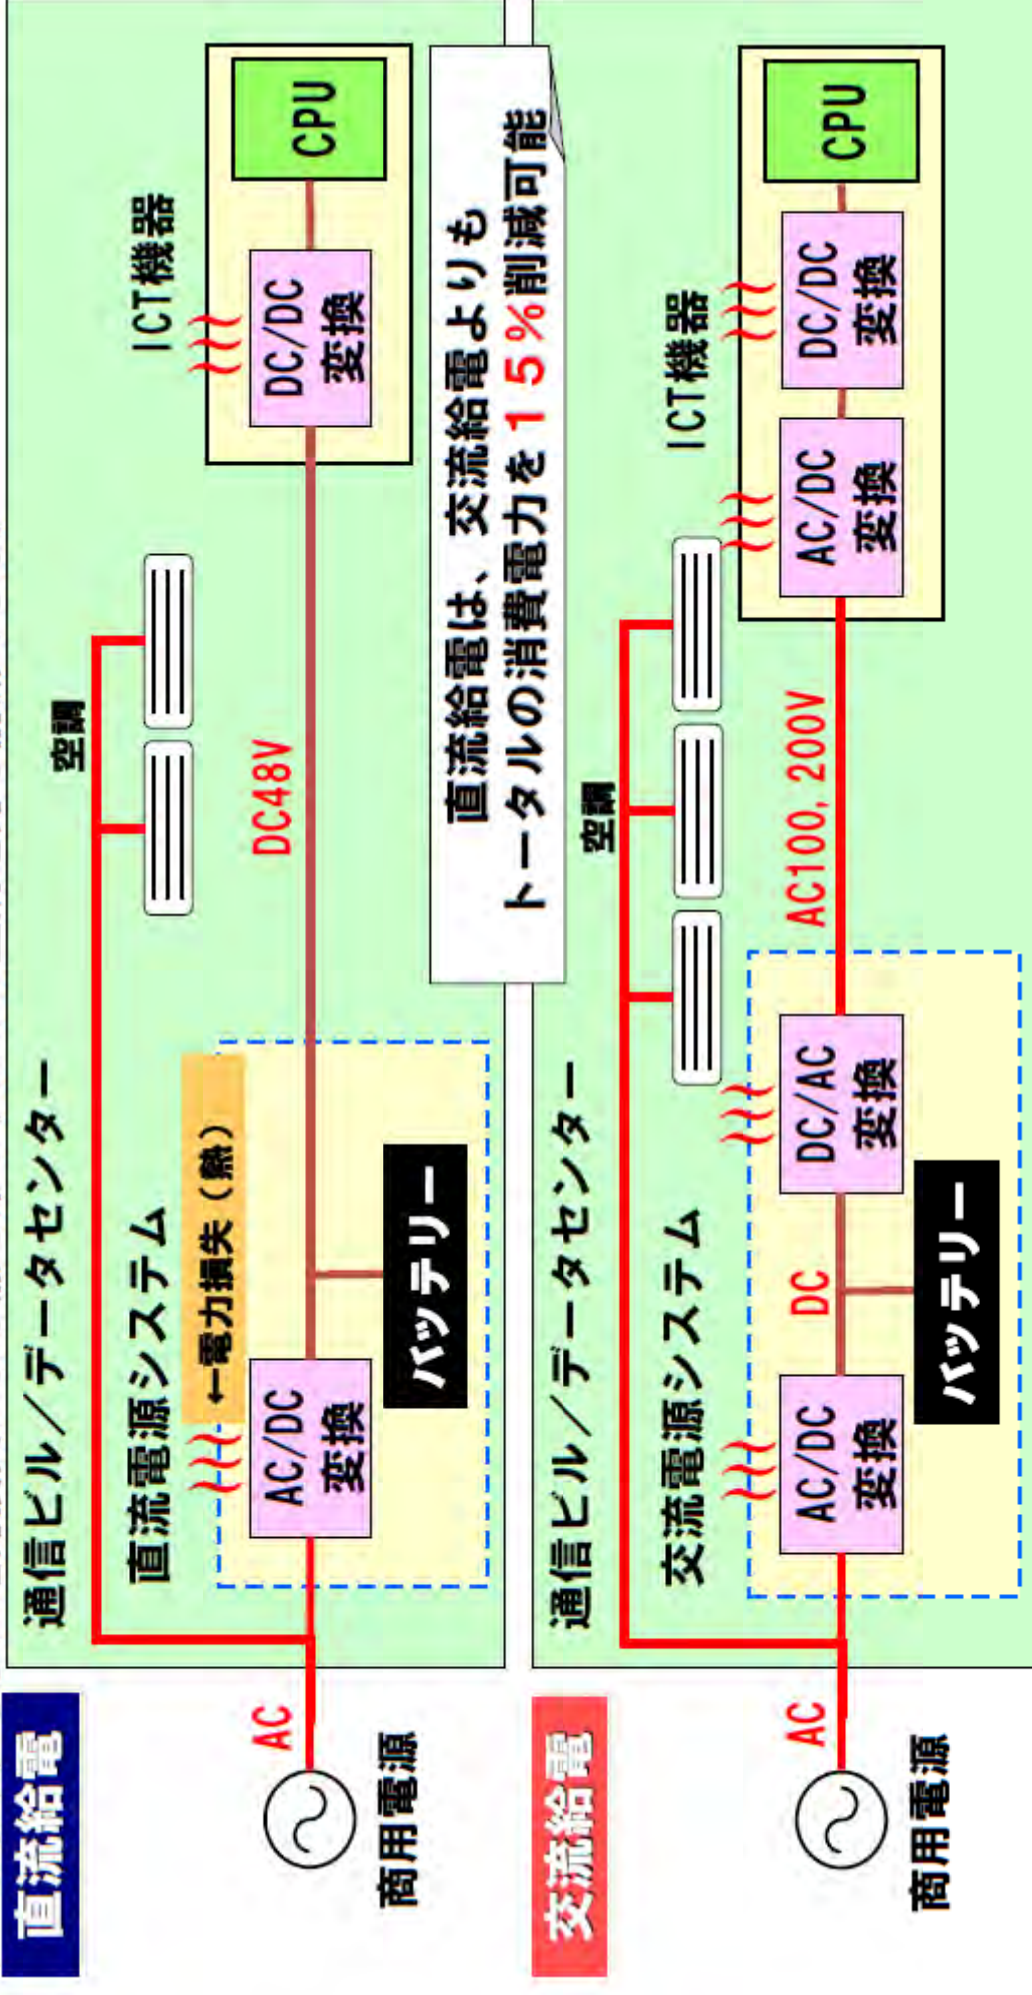 直流給電
通信ビル／データセンター
空調
直流電源システム
ICT機器
←電力損失(熱)
AC
商用電源
AC/DC
変換
バッテリー
DC48V
DC/DC
変換
CPU
直流給電は、交流給電よりも
トータルの消費電力を１５％削減可能
交流給電
通信ビル／データセンター
空調
交流電源システム
ICT機器
AC
商用電源
AC/DC
変換
DC
バッテリー
DC/AC
変換
AC100,200V
AC/DC
変換
DC/DC
変換
CPU